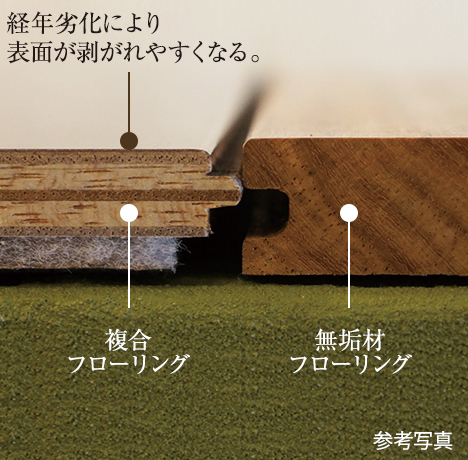 経年劣化により
表面が剥がれやすくなる。
複合
フローリング
無垢材
フローリング
参考写真